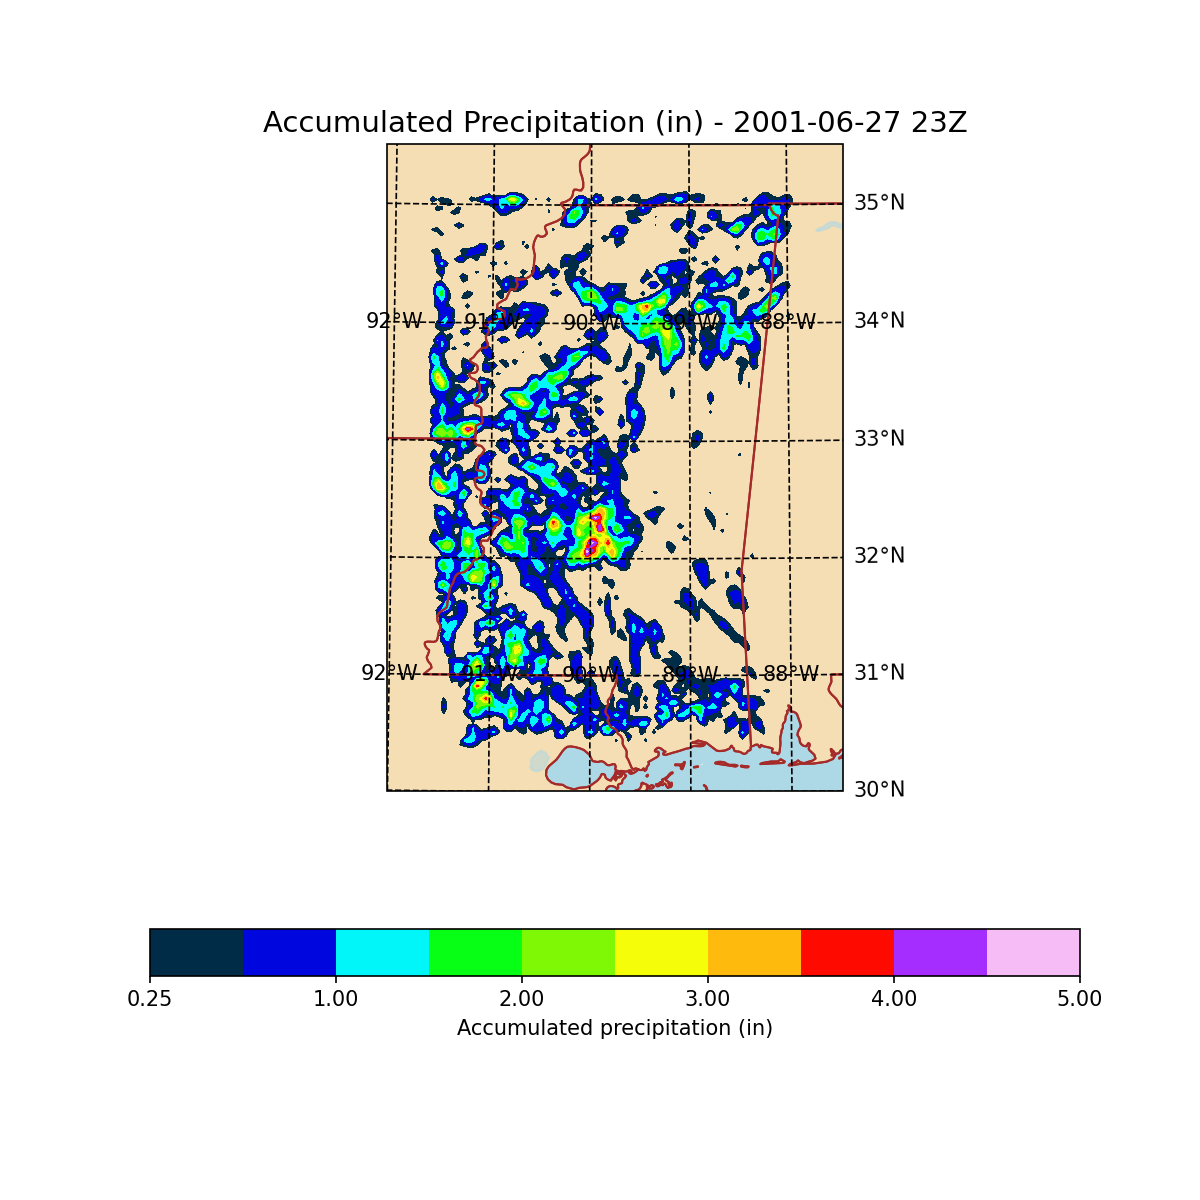 Accumulated Precipitation (in) - 2001-06-27 23Z
35°N
92°W 91°W 90°W 89°W 88°W 34°N
33°N
32°N
92°W 91°W 90°W 89°W 88°W 31°N
30°N
0.25 1.00 2.00 3.00 4.00 5.00
Accumulated precipitation (in)